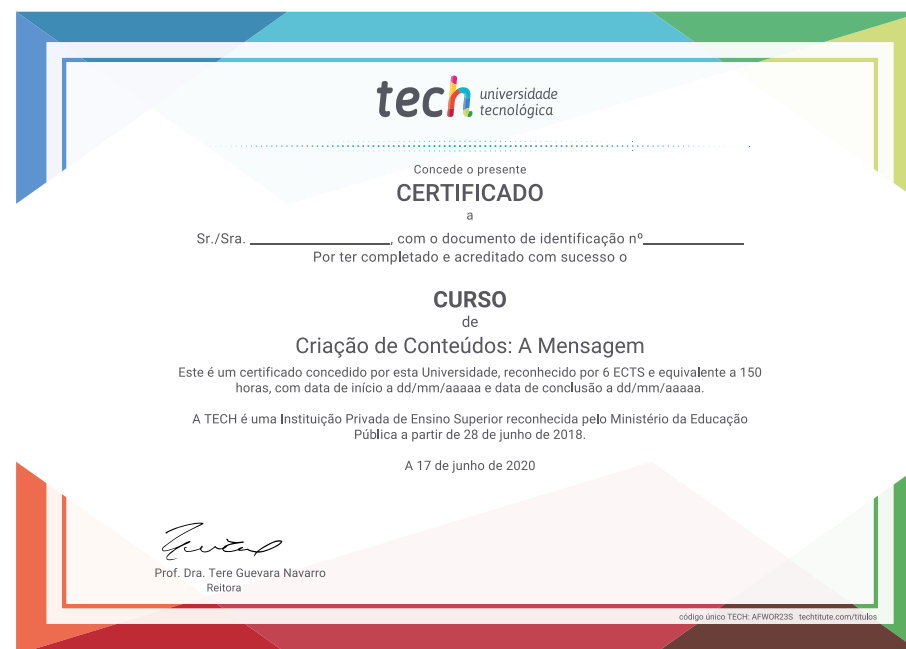 tech universidade
tecnológica
Concede o presente
CERTIFICADO
a
Sr./Sra. ____________________, com o documento de identificação nº______________
Por ter completado e acreditado com sucesso o
CURSO
de
Criação de Conteúdos: A Mensagem
Este é um certificado concedido por esta Universidade, reconhecido por 6 ECTS e equivalente a 150
horas, com data de início a dd/mm/aaaaa e data de conclusão a dd/mm/aaaaa.
A TECH é uma Instituição Privada de Ensino Superior reconhecida pelo Ministério da Educação
Pública a partir de 28 de junho de 2018.
A 17 de junho de 2020
Prof. Dra. Tere Guevara Navarro
Reitora
código único TECH: AFWOR23S techtitute.com/titulos